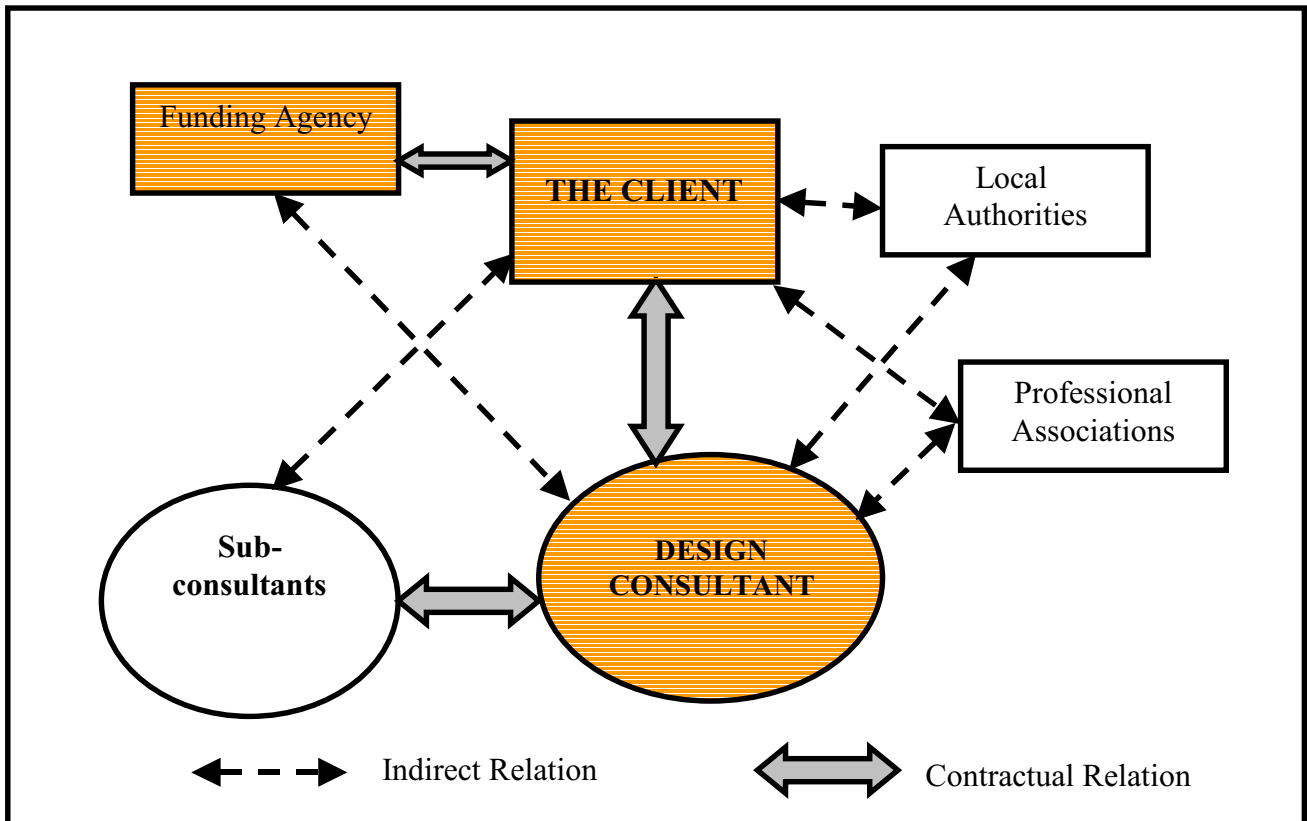 Funding Agency
THE CLIENT
Local
Authorities
Professional
Associations
Sub-
consultants
DESIGN
CONSULTANT
Indirect Relation
Contractual Relation